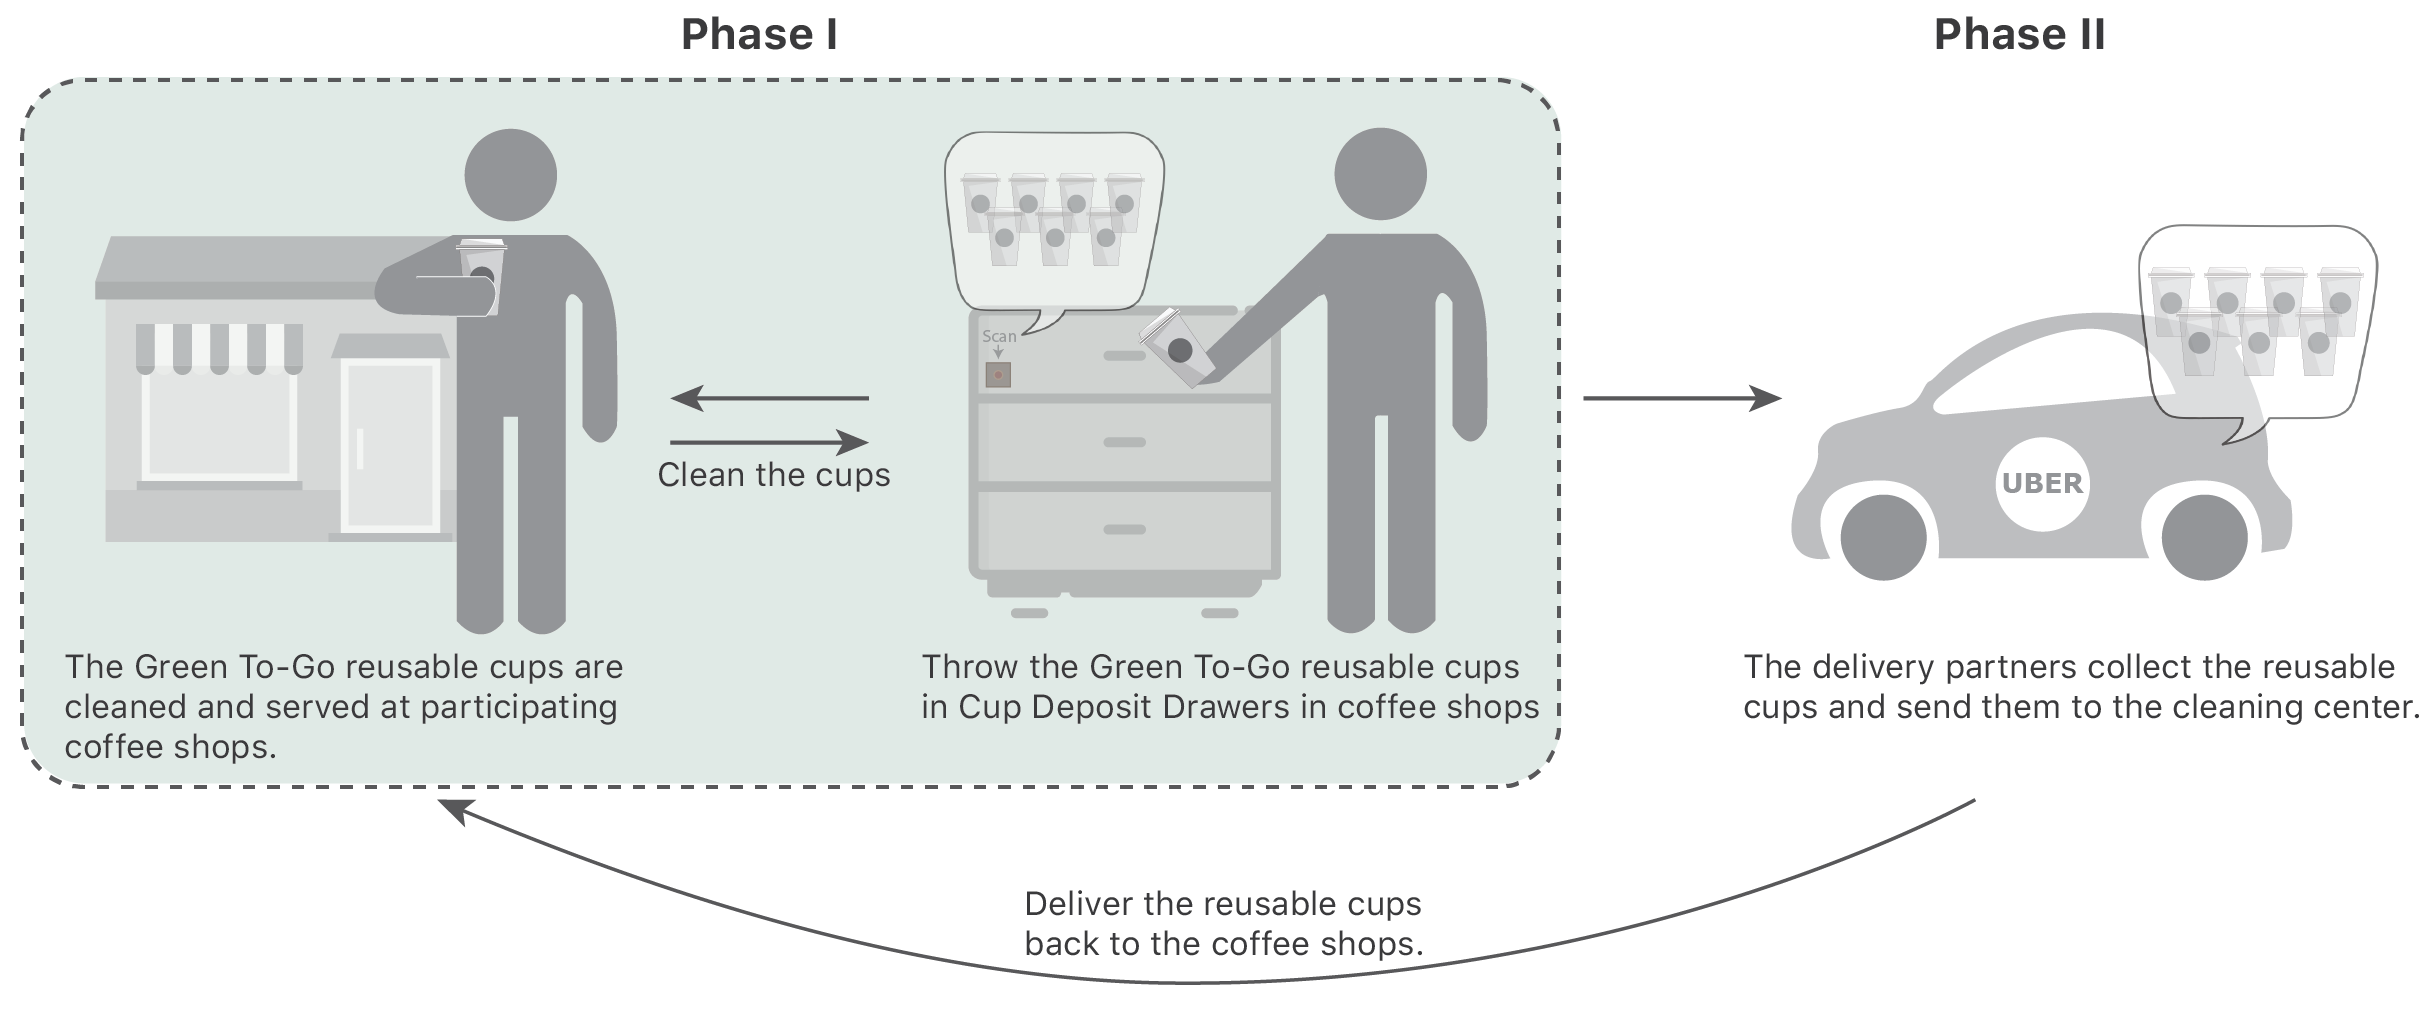 Phase I
Phase II
Scan
Clean the cups
UBER
The Green To-Go reusable cups are
cleaned and served at participating
coffee shops.
Throw the Green To-Go reusable cups
in Cup Deposit Drawers in coffee shops
The delivery partners collect the reusable
cups and send them to the cleaning center.
Deliver the reusable cups
back to the coffee shops.